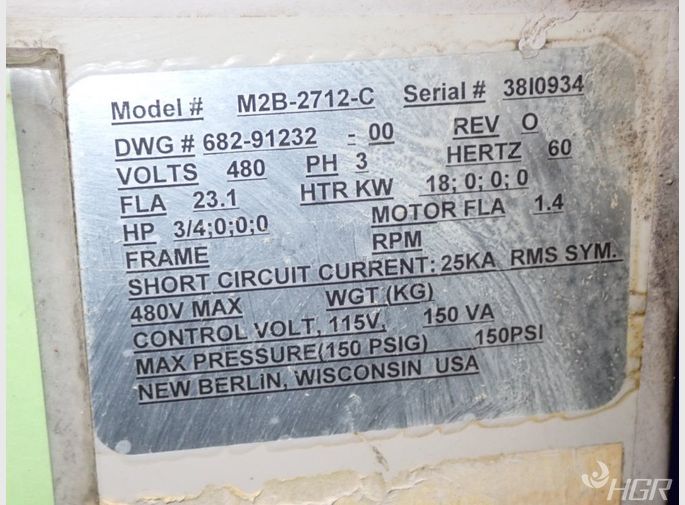 Model # M2B-2712-C Serial # 38I0934
DWG # 682-91232 - 00 REV O
VOLTS 480 PH 3 HERTZ 60
FLA 23.1 HTR KW 18; 0; 0; 0
HP 3/4;0;0;0 MOTOR FLA 1.4
FRAME RPM
SHORT CIRCUIT CURRENT: 25KA RMS SYM.
480V MAX WGT (KG)
CONTROL VOLT, 115V, 150 VA
MAX PRESSURE(150 PSIG) 150PSI
NEW BERLiN, WISCONSIN USA
HGR